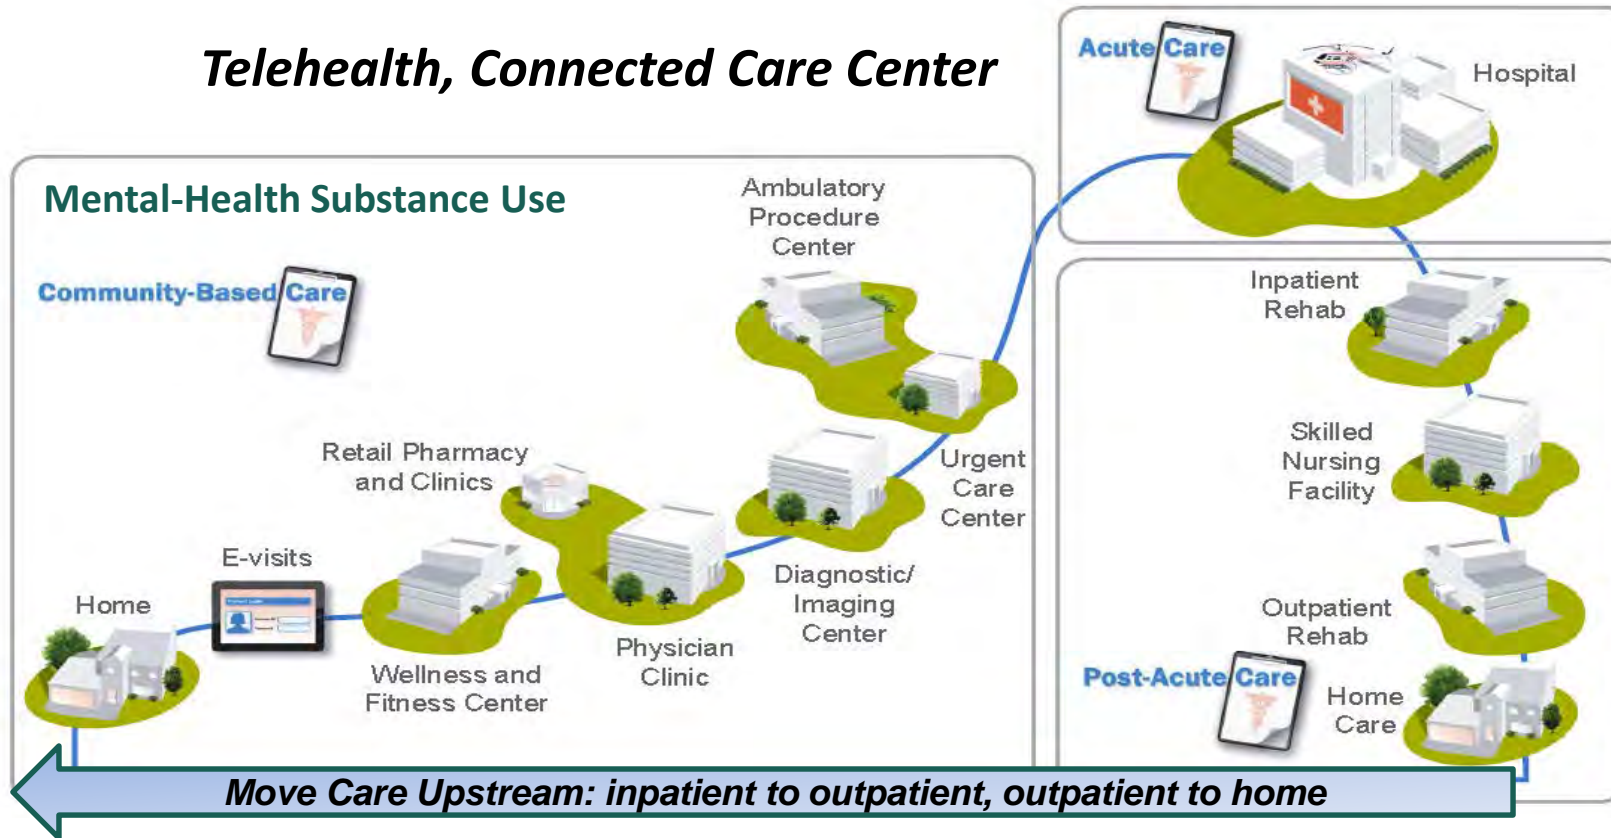 Telehealth, Connected Care Center
Acute Care
Hospital
Mental-Health Substance Use
Community-Based Care
Ambulatory
Procedure
Center
Retail Pharmacy
and Clinics
Urgent
Care
Center
E-visits
Home
Wellness and
Fitness Center
Physician
Clinic
Diagnostic/
Imaging
Center
Inpatient
Rehab
Skilled
Nursing
Facility
Outpatient
Rehab
Post-Acute Care
Home
Care
Move Care Upstream: inpatient to outpatient, outpatient to home